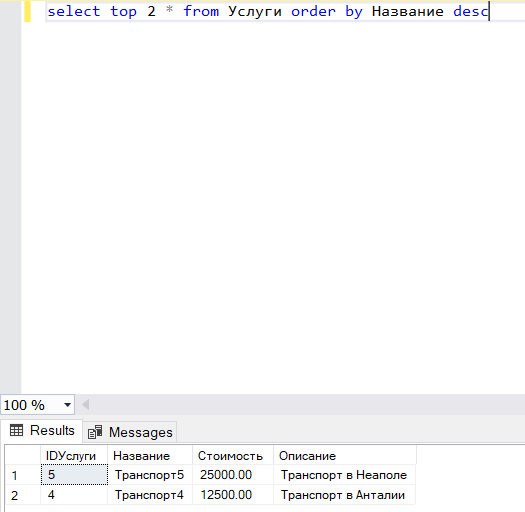 select top 2 * from Услуги order by Название desc
100 %
Results Messages
IDУслуги Название Стоимость Описание
1 5 Транспорт5 25000.00 Транспорт в Неаполе
2 4 Транспорт4 12500.00 Транспорт в Анталии